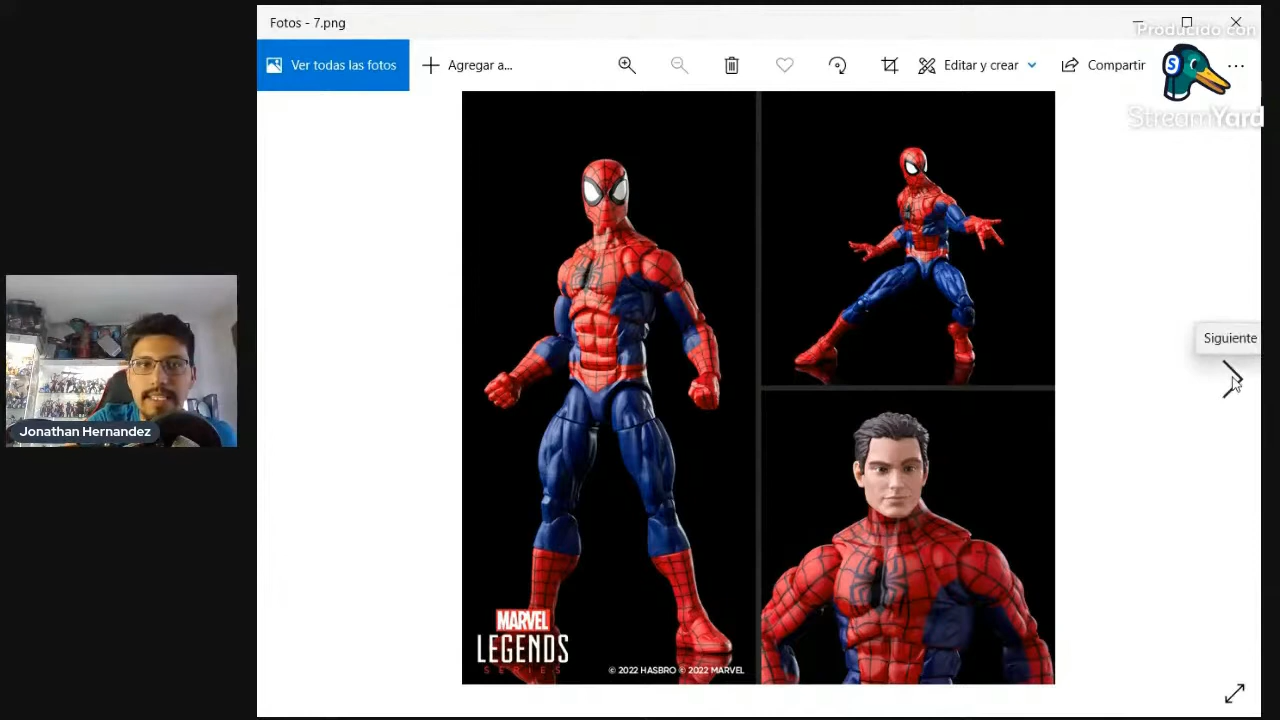 Fotos - 7.png
Producido con
Ver todas las fotos
Agregar a...
Editar y crear
Compartir
StreamYard
Siguiente
Jonathan Hernandez
MARVEL
LEGENDS
SERIES
© 2022 HASBRO © 2022 MARVEL